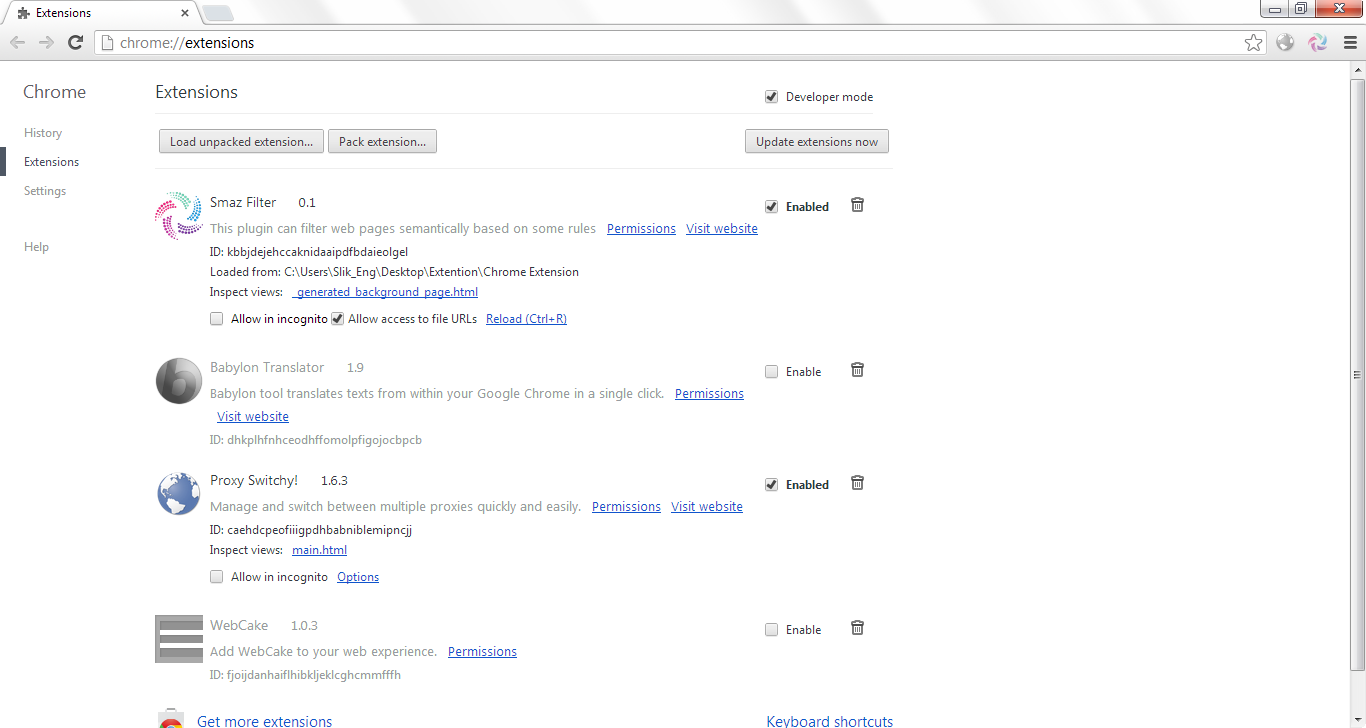 Extensions
chrome://extensions
Chrome
Extensions
Developer mode
History
Load unpacked extension... Pack extension... Update extensions now
Extensions
Settings
Smaz Filter 0.1 Enabled
This plugin can filter web pages semantically based on some rules Permissions Visit website
Help
ID: kbbjdejehccaknidaaipdfbdaieolgel
Loaded from: C:\Users\Slik_Eng\Desktop\Extention\Chrome Extension
Inspect views: _generated_background_page.html
Allow in incognito Allow access to file URLs Reload (Ctrl+R)
Babylon Translator 1.9 Enable
Babylon tool translates texts from within your Google Chrome in a single click. Permissions
Visit website
ID: dhkplhfnhceodhffomolpfigojocbpcb
Proxy Switchy! 1.6.3 Enabled
Manage and switch between multiple proxies quickly and easily. Permissions Visit website
ID: caehdcpeofiiigpdhbabniblemipncjj
Inspect views: main.html
Allow in incognito Options
WebCake 1.0.3 Enable
Add WebCake to your web experience. Permissions
ID: fjoijdanhaiflhibkljeklcghcmmfffh
Get more extensions Keyboard shortcuts